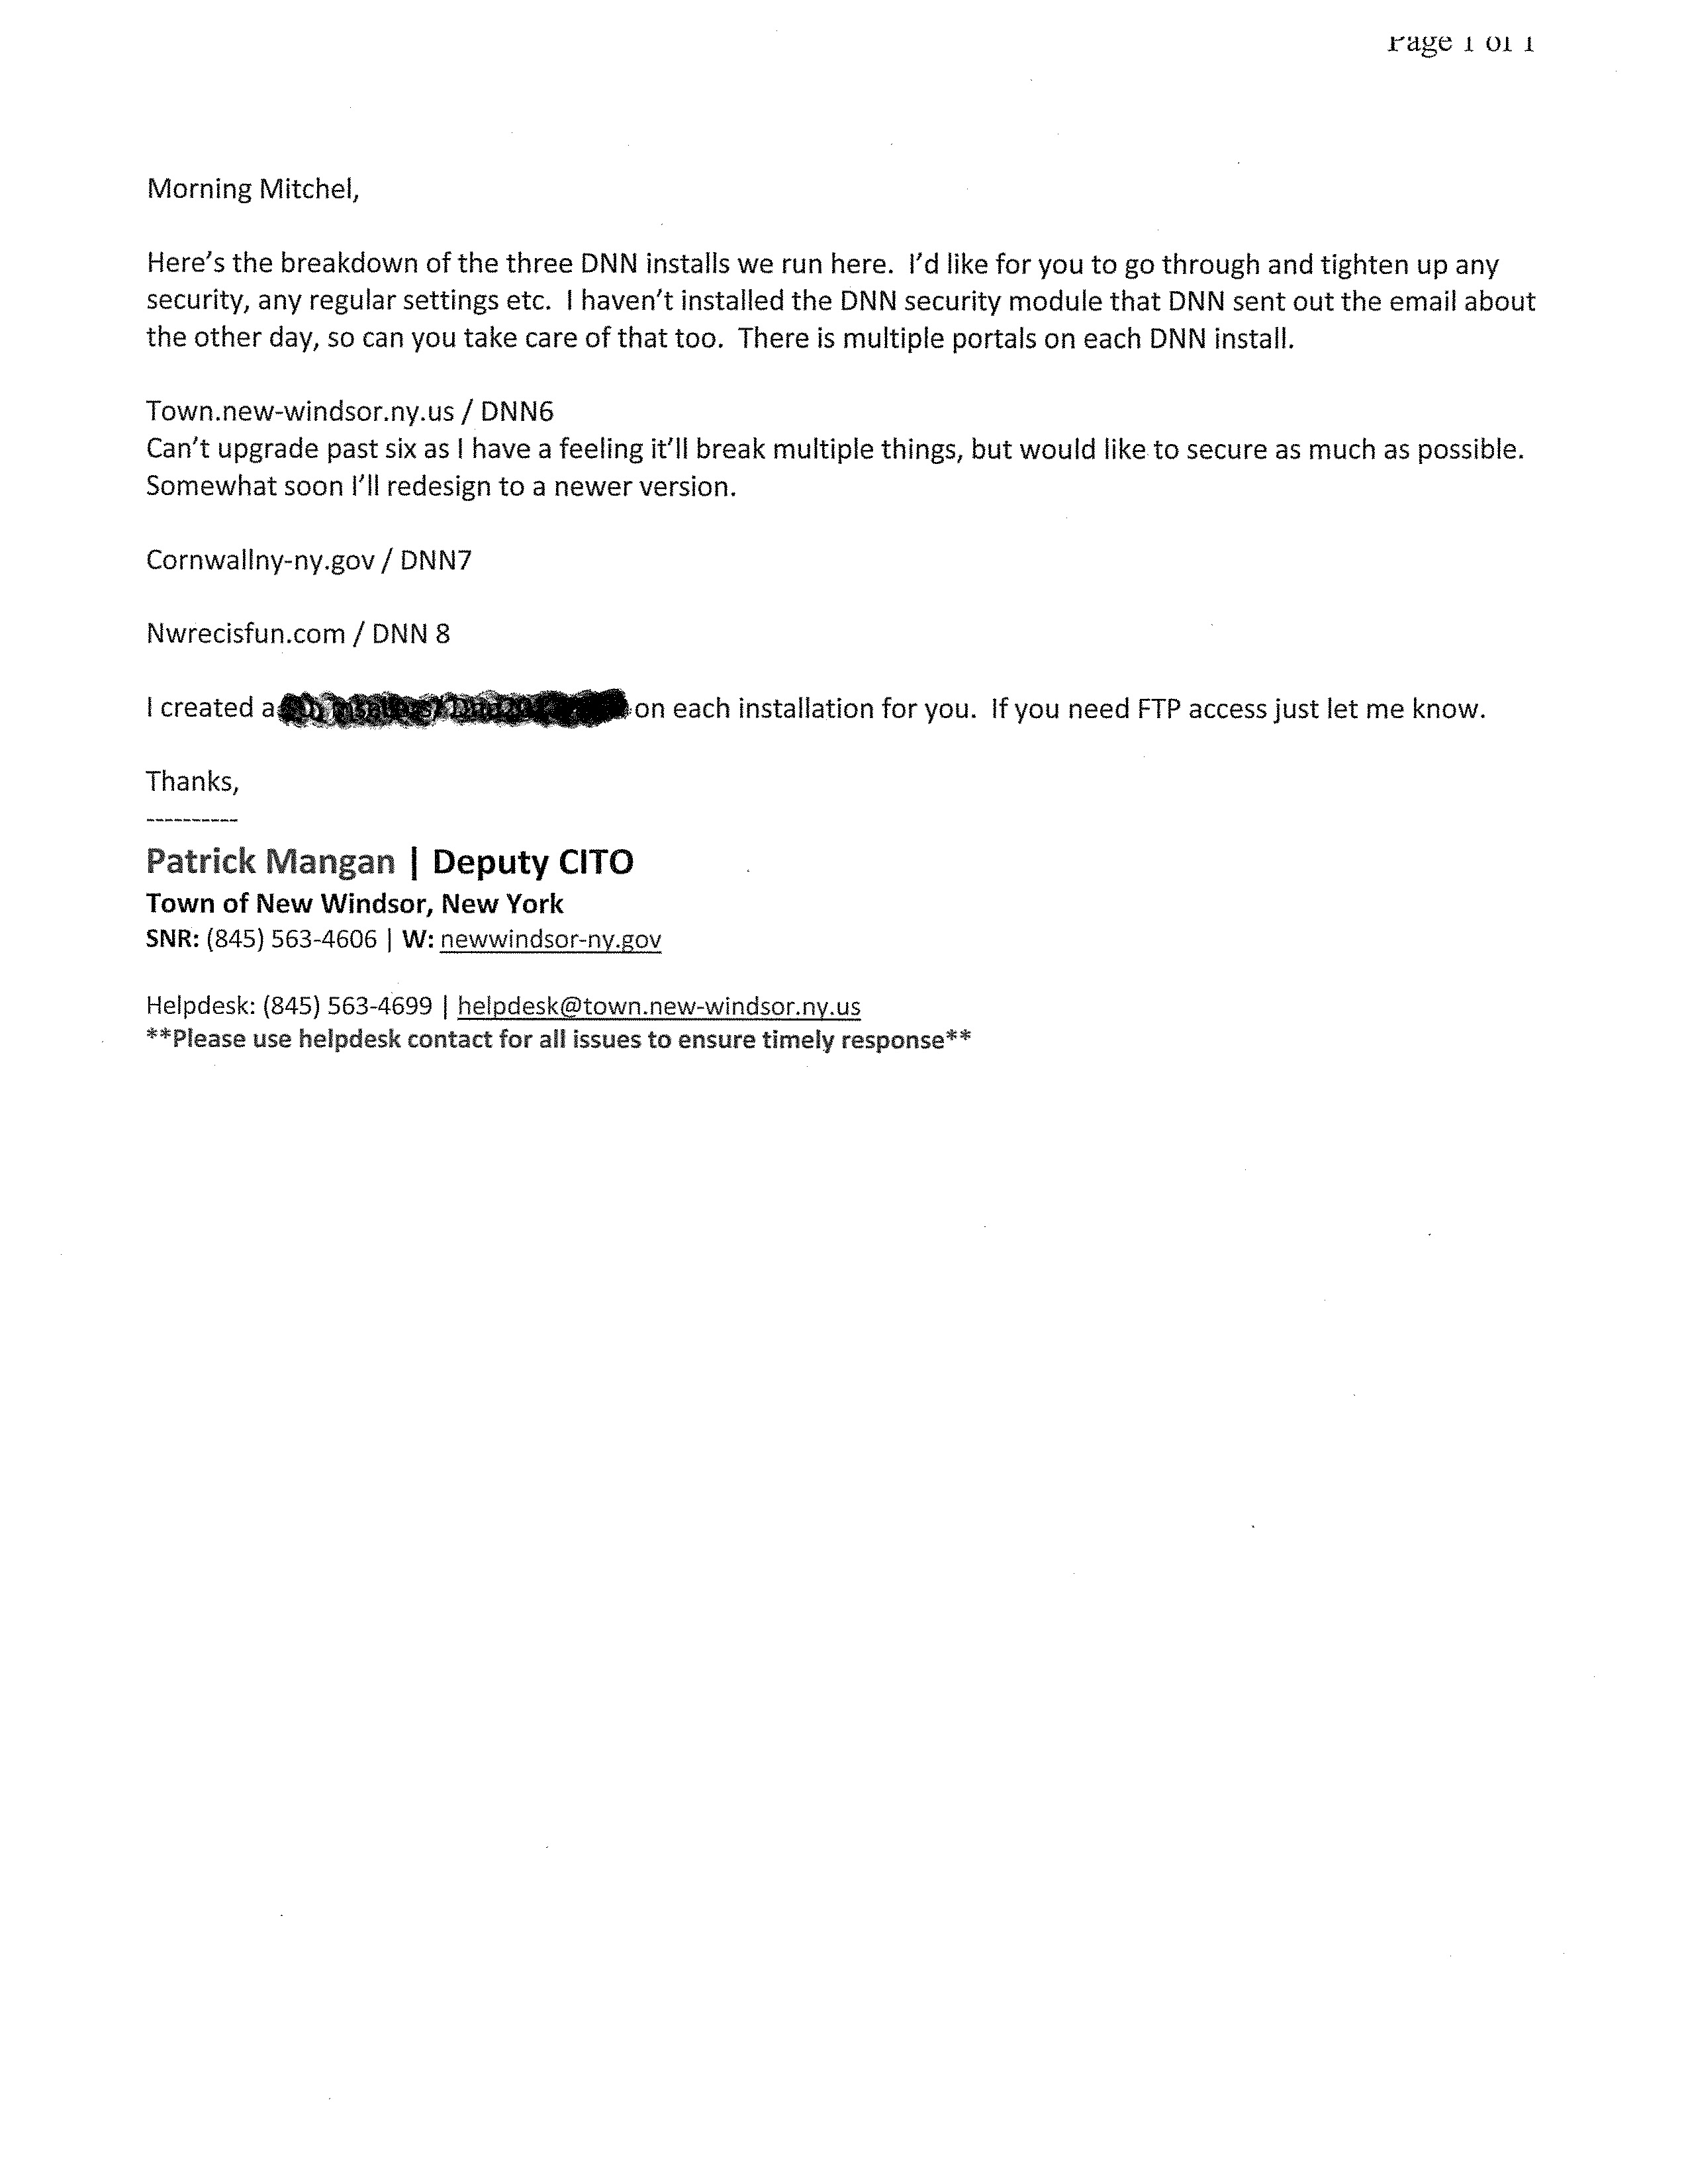 Page 1 of 1
Morning Mitchel,
Here's the breakdown of the three DNN installs we run here.  I'd like for you to go through and tighten up any
security, any regular settings etc.  I haven't installed the DNN security module that DNN sent out the email about
the other day, so can you take care of that too.  There is multiple portals on each DNN install.
Town.new-windsor.ny.us / DNN6
Can't upgrade past six as I have a feeling it'll break multiple things, but would like to secure as much as possible.
Somewhat soon I'll redesign to a newer version.
Cornwallny-ny.gov / DNN7
Nwrecisfun.com / DNN 8
I created a on each installation for you.  If you need FTP access just let me know.
Thanks,
----------
Patrick Mangan | Deputy CITO
Town of New Windsor, New York
SNR: (845) 563-4606 | W: newwindsor-ny.gov
Helpdesk: (845) 563-4699 | helpdesk@town.new-windsor.ny.us
**Please use helpdesk contact for all issues to ensure timely response**